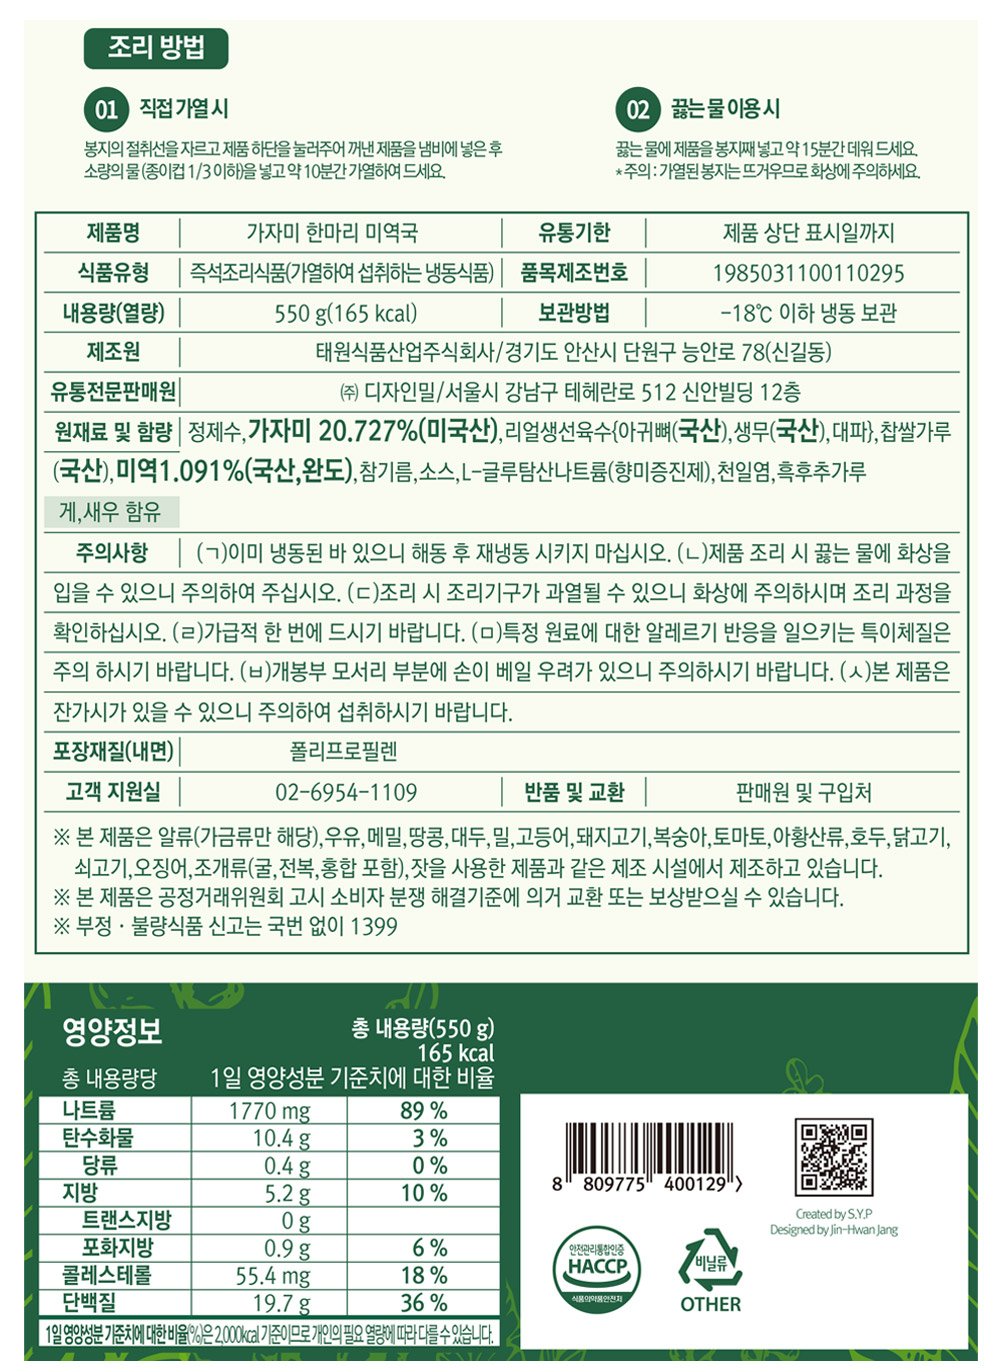 조리 방법
01 직접 가열 시
봉지의 절취선을 자르고 제품 하단을 눌러주어 꺼낸 제품을 냄비에 넣은 후
소량의 물 (종이컵 1/3 이하)을 넣고 약 10분간 가열하여 드세요.
02 끓는 물 이용 시
끓는 물에 제품을 봉지째 넣고 약 15분간 데워 드세요.
* 주의 : 가열된 봉지는 뜨거우므로 화상에 주의하세요.
제품명 가자미 한마리 미역국 유통기한 제품 상단 표시일까지
식품유형 즉석조리식품(가열하여 섭취하는 냉동식품) 품목제조번호 1985031100110295
내용량(열량) 550 g(165 kcal) 보관방법 -18℃ 이하 냉동 보관
제조원 태원식품산업주식회사/경기도 안산시 단원구 능안로 78(신길동)
유통전문판매원 ㈜ 디자인밀/서울시 강남구 테헤란로 512 신안빌딩 12층
원재료 및 함량 정제수,가자미 20.727%(미국산),리얼생선육수{아귀뼈(국산),생무(국산),대파},찹쌀가루
(국산),미역1.091%(국산,완도),참기름,소스,L-글루탐산나트륨(향미증진제),천일염,흑후추가루
게,새우 함유
주의사항 (ㄱ)이미 냉동된 바 있으니 해동 후 재냉동 시키지 마십시오. (ㄴ)제품 조리 시 끓는 물에 화상을
입을 수 있으니 주의하여 주십시오. (ㄷ)조리 시 조리기구가 과열될 수 있으니 화상에 주의하시며 조리 과정을
확인하십시오. (ㄹ)가급적 한 번에 드시기 바랍니다. (ㅁ)특정 원료에 대한 알레르기 반응을 일으키는 특이체질은
주의 하시기 바랍니다. (ㅂ)개봉부 모서리 부분에 손이 베일 우려가 있으니 주의하시기 바랍니다. (ㅅ)본 제품은
잔가시가 있을 수 있으니 주의하여 섭취하시기 바랍니다.
포장재질(내면) 폴리프로필렌
고객 지원실 02-6954-1109 반품 및 교환 판매원 및 구입처
※ 본 제품은 알류(가금류만 해당),우유,메밀,땅콩,대두,밀,고등어,돼지고기,복숭아,토마토,아황산류,호두,닭고기,
쇠고기,오징어,조개류(굴,전복,홍합 포함),잣을 사용한 제품과 같은 제조 시설에서 제조하고 있습니다.
※ 본 제품은 공정거래위원회 고시 소비자 분쟁 해결기준에 의거 교환 또는 보상받으실 수 있습니다.
※ 부정 · 불량식품 신고는 국번 없이 1399
영양정보 총 내용량(550 g)
165 kcal
총 내용량당 1일 영양성분 기준치에 대한 비율
나트륨 1770 mg 89 %
탄수화물 10.4 g 3 %
당류 0.4 g 0 %
지방 5.2 g 10 %
트랜스지방 0 g
포화지방 0.9 g 6 %
콜레스테롤 55.4 mg 18 %
단백질 19.7 g 36 %
1일 영양성분 기준치에 대한 비율(%)은 2,000kcal 기준이므로 개인의 필요 열량에 따라 다를 수 있습니다.
8 809775 400129
Created by S.Y.P
Designed by Jin-Hwan Jang
안전관리통합인증
HACCP
식품의약품안전처
비닐류
OTHER